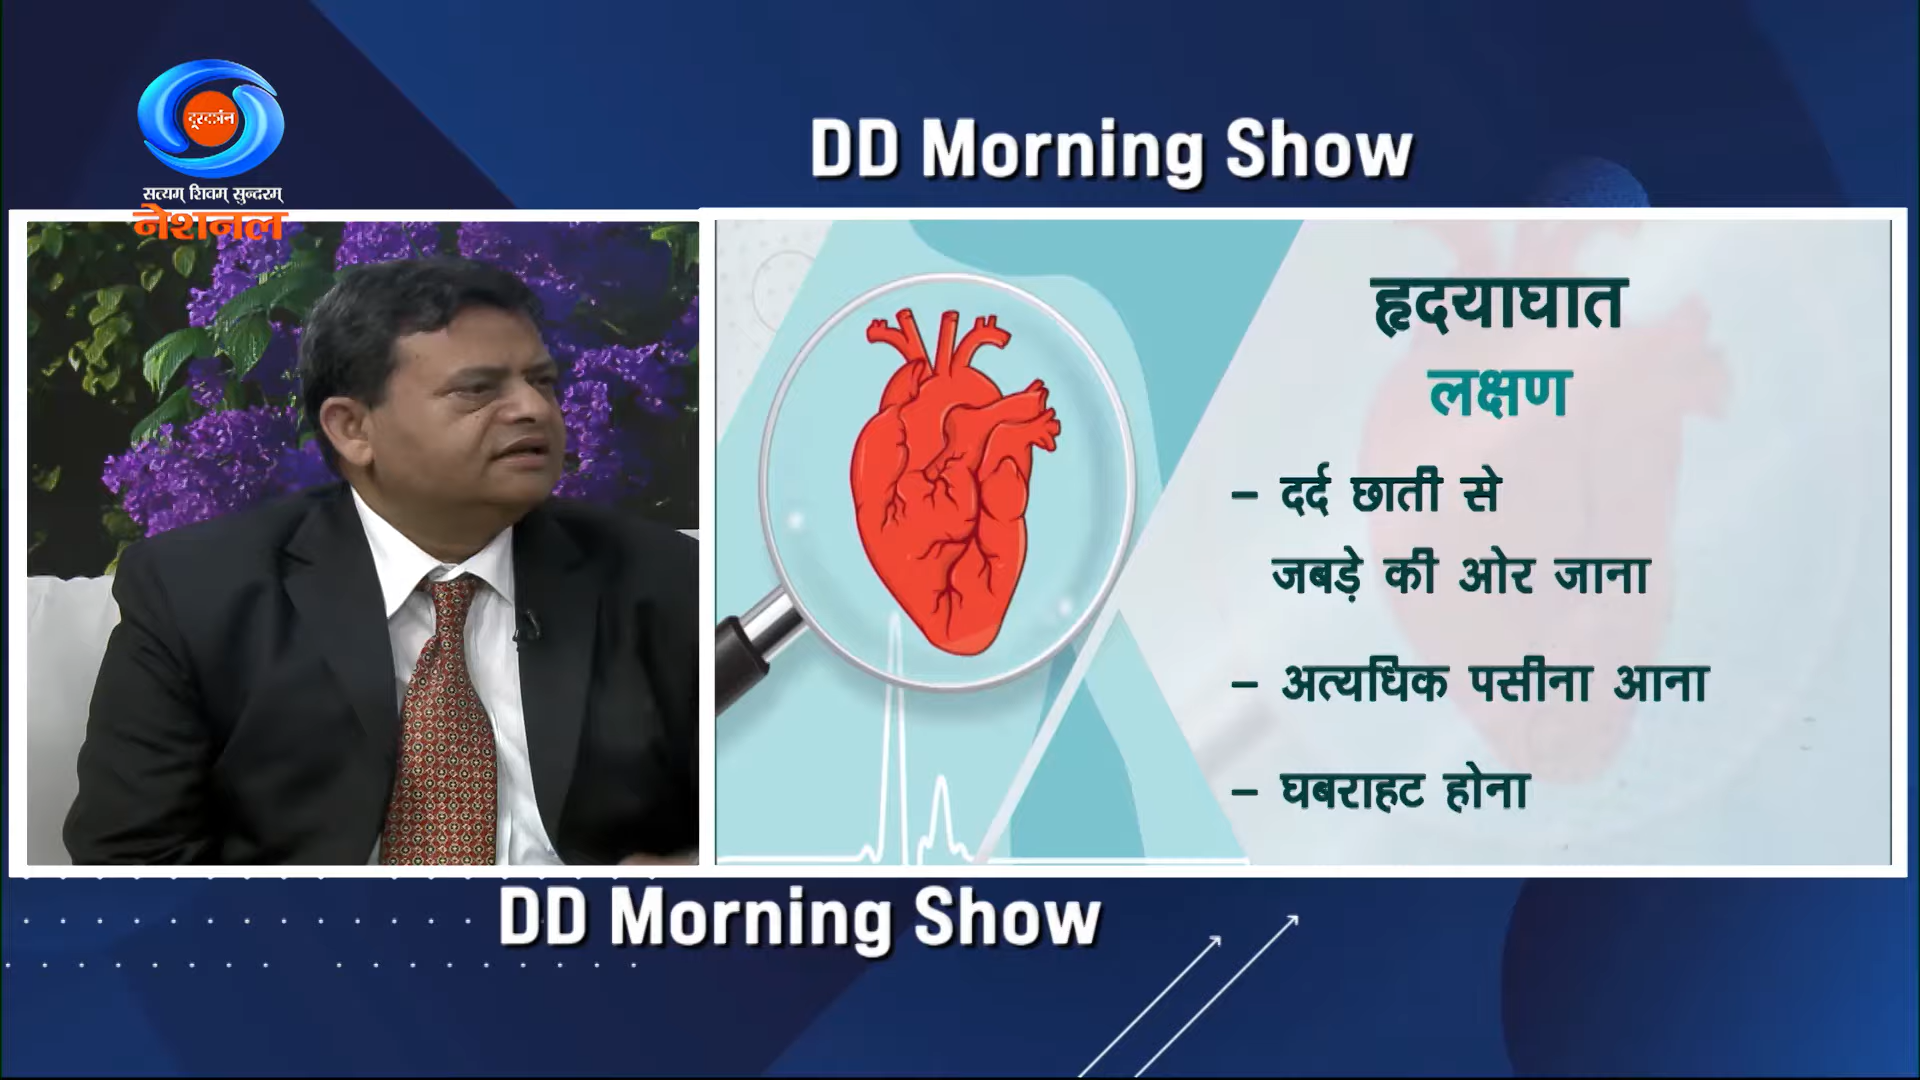 दूरदर्शन
सत्यम् शिवम् सुन्दरम्
नेशनल
DD Morning Show
हृदयाघात
लक्षण
– दर्द छाती से
जबड़े की ओर जाना
– अत्यधिक पसीना आना
– घबराहट होना
DD Morning Show